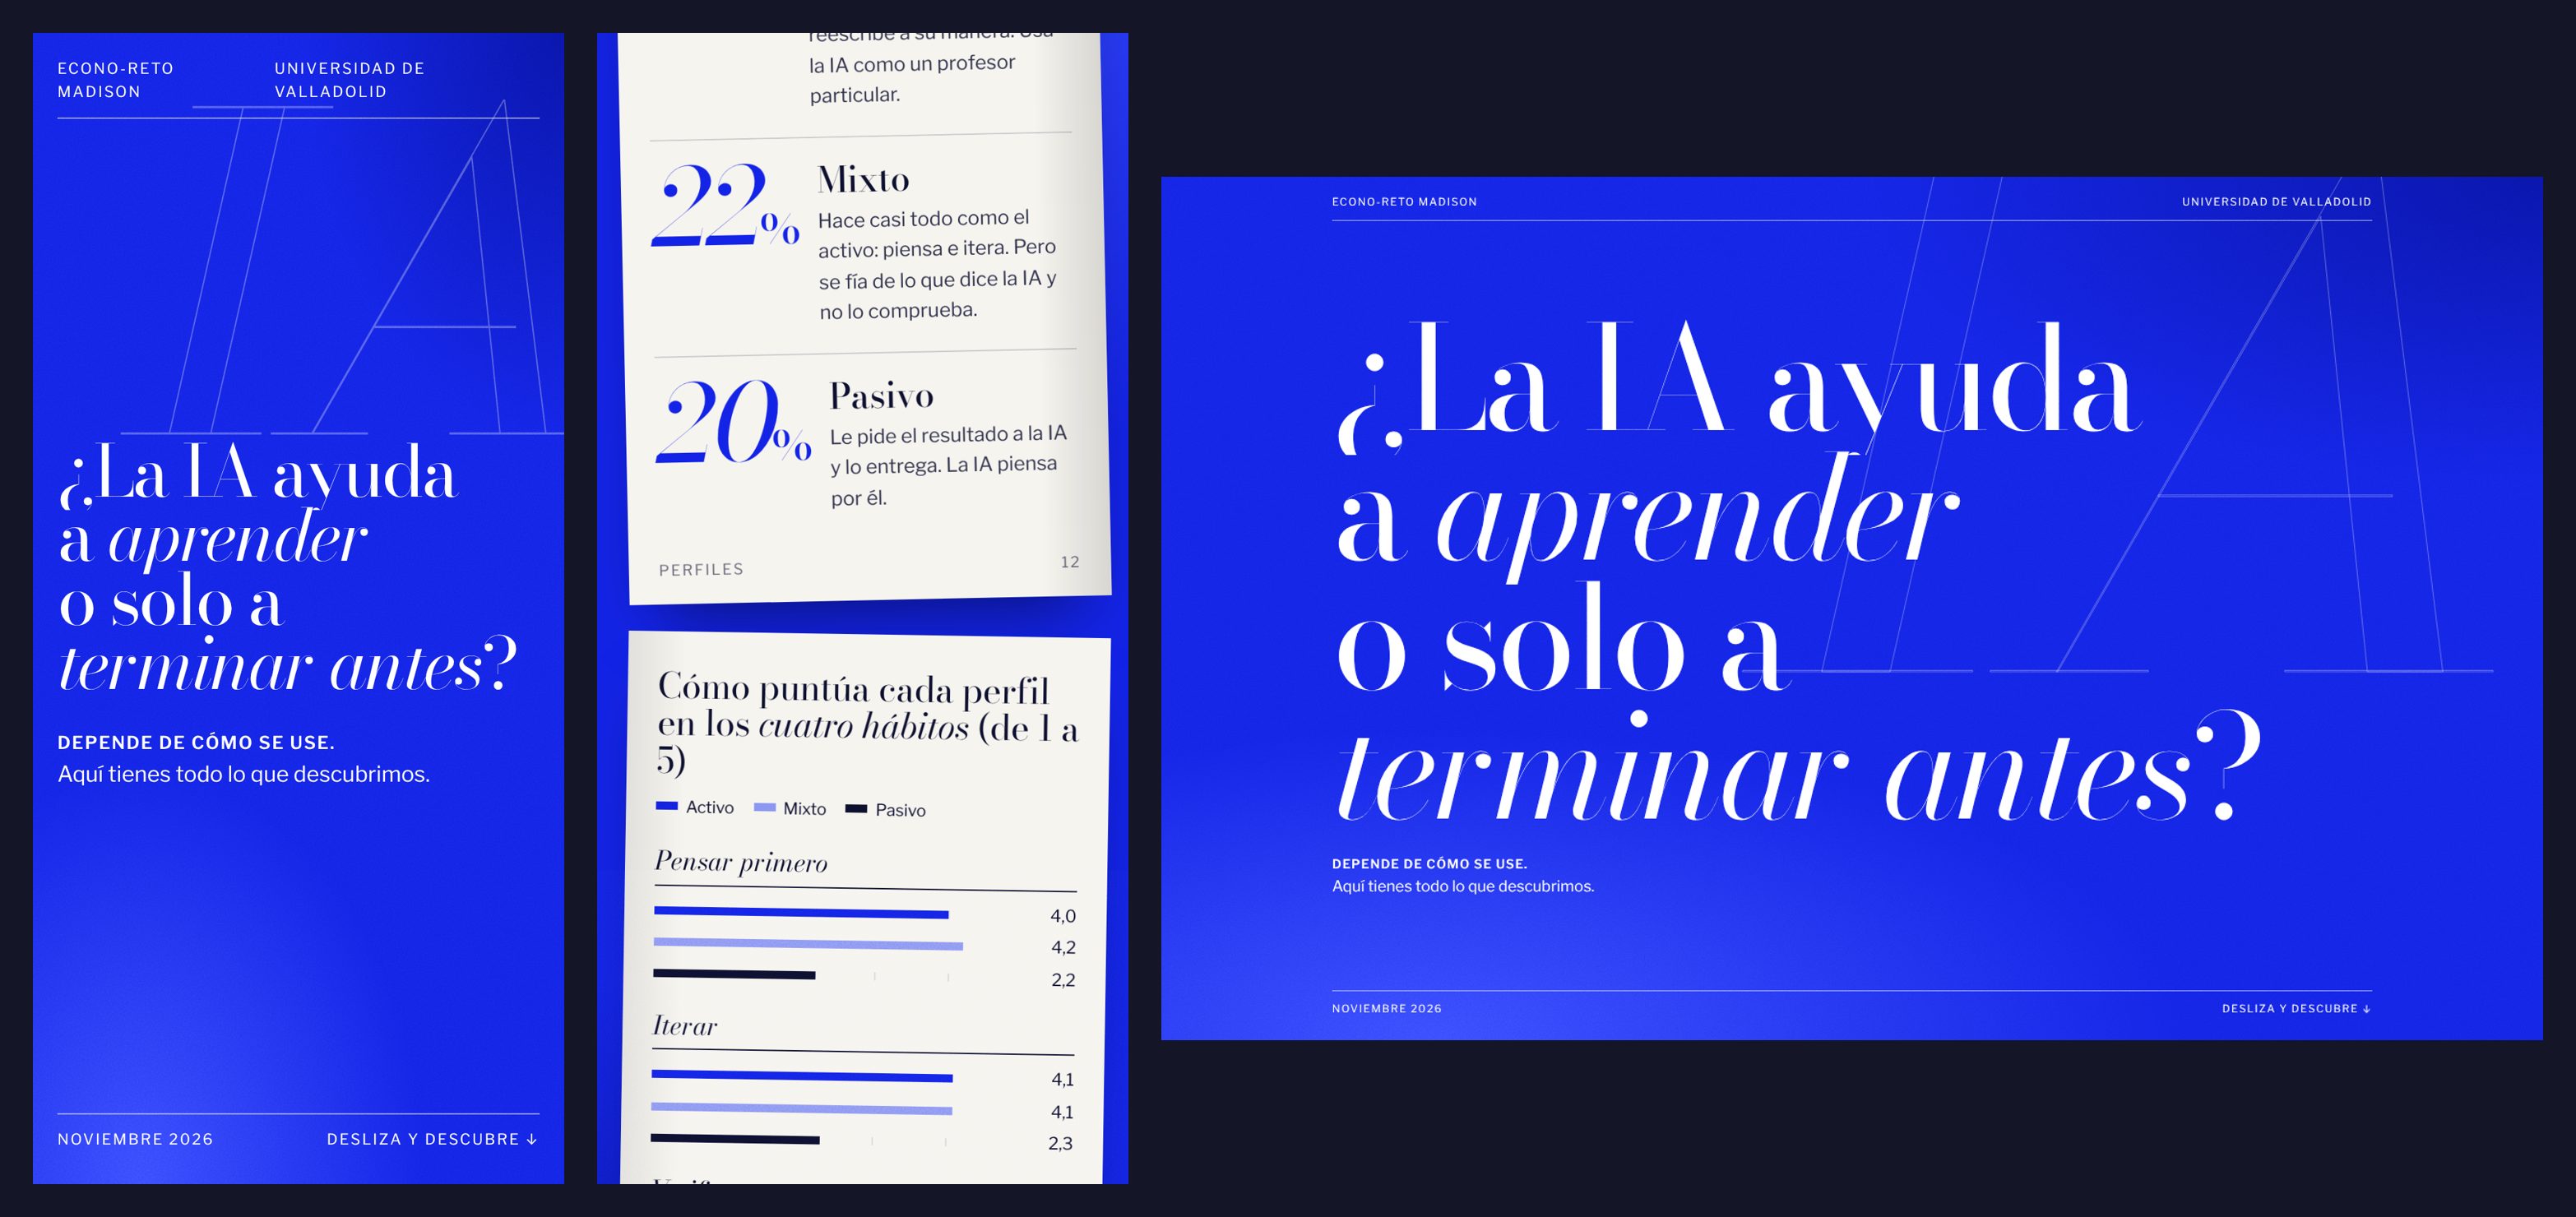 ECONO-RETO
MADISON
UNIVERSIDAD DE
VALLADOLID
IA
¿La IA ayuda
a aprender
o solo a
terminar antes?
DEPENDE DE CÓMO SE USE.
Aquí tienes todo lo que descubrimos.
NOVIEMBRE 2026
DESLIZA Y DESCUBRE ↓
reescribe a su manera. Usa
la IA como un profesor
particular.
22%
Mixto
Hace casi todo como el
activo: piensa e itera. Pero
se fía de lo que dice la IA y
no lo comprueba.
20%
Pasivo
Le pide el resultado a la IA
y lo entrega. La IA piensa
por él.
PERFILES
12
Cómo puntúa cada perfil
en los cuatro hábitos (de 1 a
5)
Activo
Mixto
Pasivo
Pensar primero
4,0
4,2
2,2
Iterar
4,1
4,1
2,3
ECONO-RETO MADISON
UNIVERSIDAD DE VALLADOLID
IA
¿La IA ayuda
a aprender
o solo a
terminar antes?
DEPENDE DE CÓMO SE USE.
Aquí tienes todo lo que descubrimos.
NOVIEMBRE 2026
DESLIZA Y DESCUBRE ↓